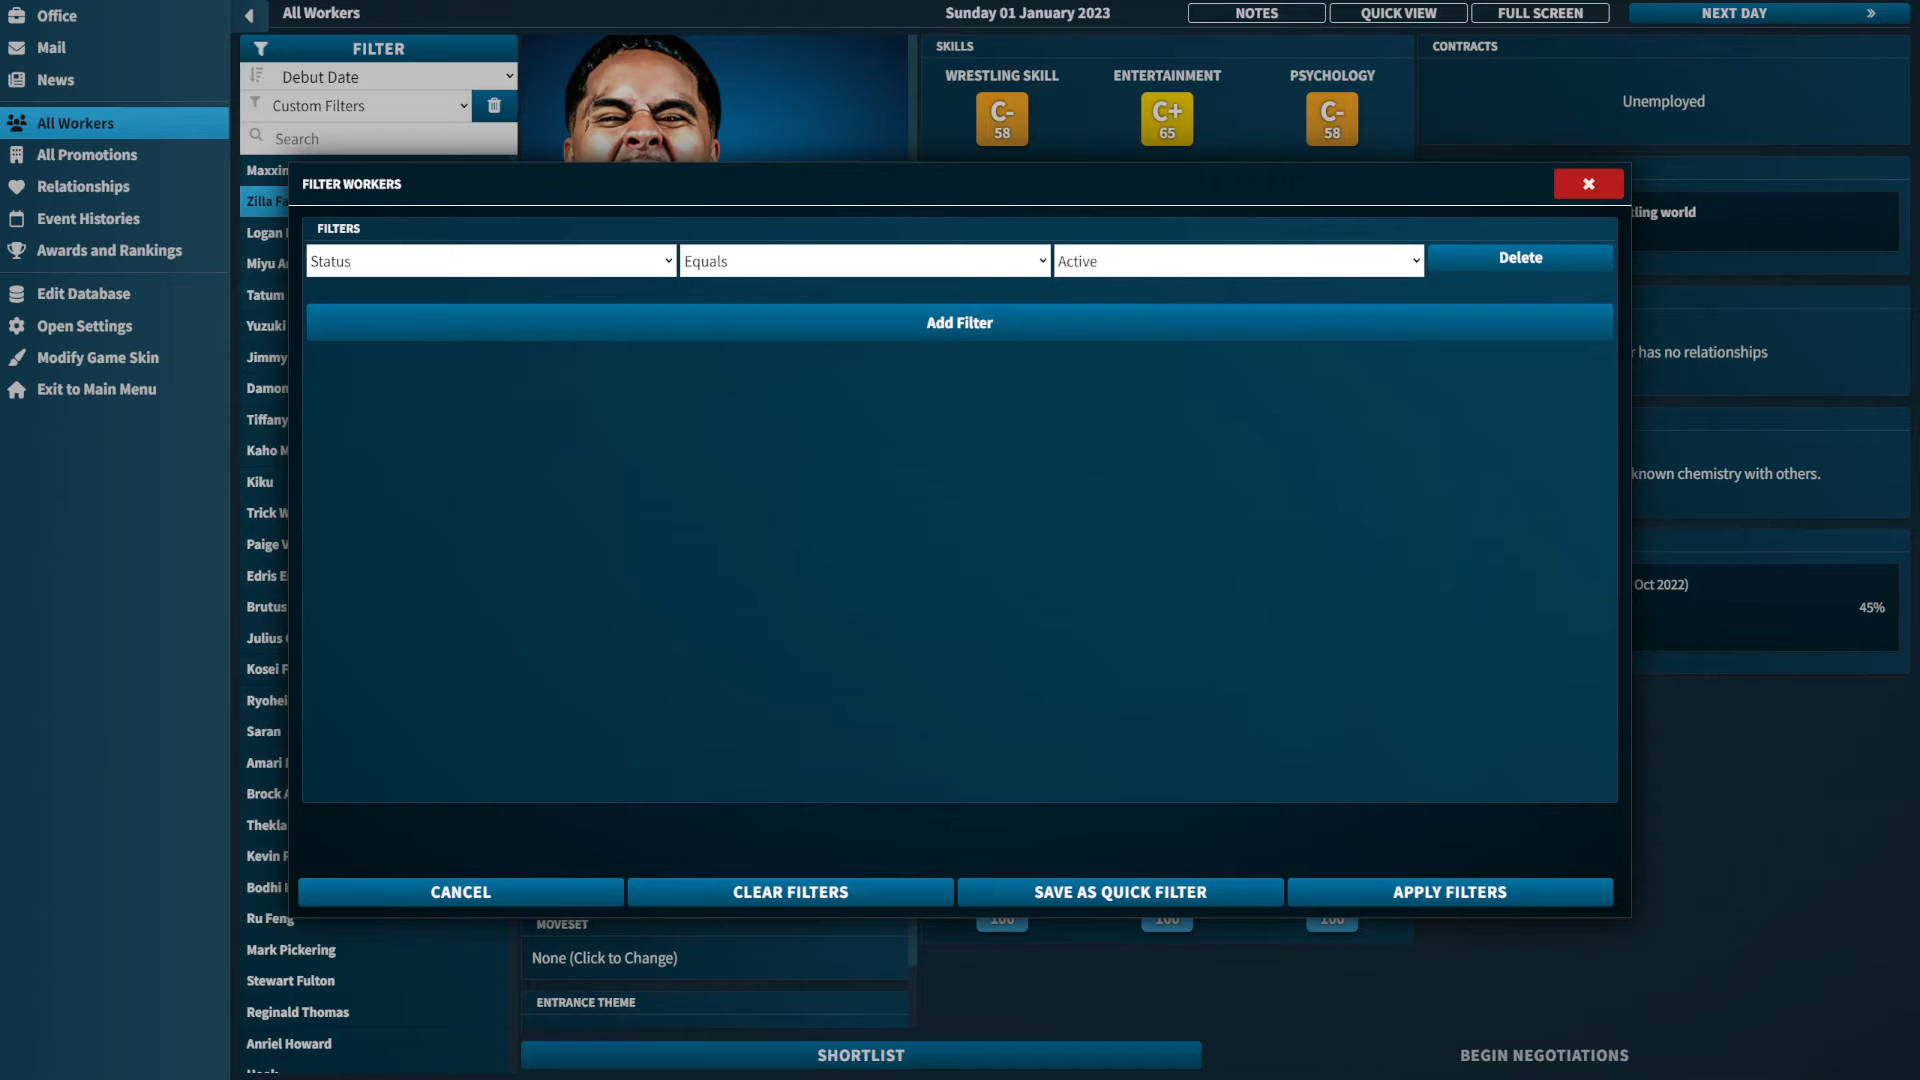 Office
Mail
News
All Workers
All Promotions
Relationships
Event Histories
Awards and Rankings
Edit Database
Open Settings
Modify Game Skin
Exit to Main Menu
All Workers
Sunday 01 January 2023
NOTES
QUICK VIEW
FULL SCREEN
NEXT DAY
FILTER
Debut Date
Custom Filters
Search
SKILLS
WRESTLING SKILL
ENTERTAINMENT
PSYCHOLOGY
C-
58
C+
65
C-
58
CONTRACTS
Unemployed
FILTER WORKERS
FILTERS
Status
Equals
Active
Delete
Add Filter
CANCEL
CLEAR FILTERS
SAVE AS QUICK FILTER
APPLY FILTERS
Maxxin
Zilla Fa
Logan
Miyu A
Tatum
Yuzuki
Jimmy
Damon
Tiffany
Kaho M
Kiku
Trick W
Paige V
Edris E
Brutus
Julius
Kosei F
Ryohei
Saran
Amari
Brock A
Thekla
Kevin
Bodhi
Ru Feng
Mark Pickering
Stewart Fulton
Reginald Thomas
Anriel Howard
tling world
has no relationships
known chemistry with others.
Oct 2022)
45%
100
100
100
MOVESET
None (Click to Change)
ENTRANCE THEME
SHORTLIST
BEGIN NEGOTIATIONS